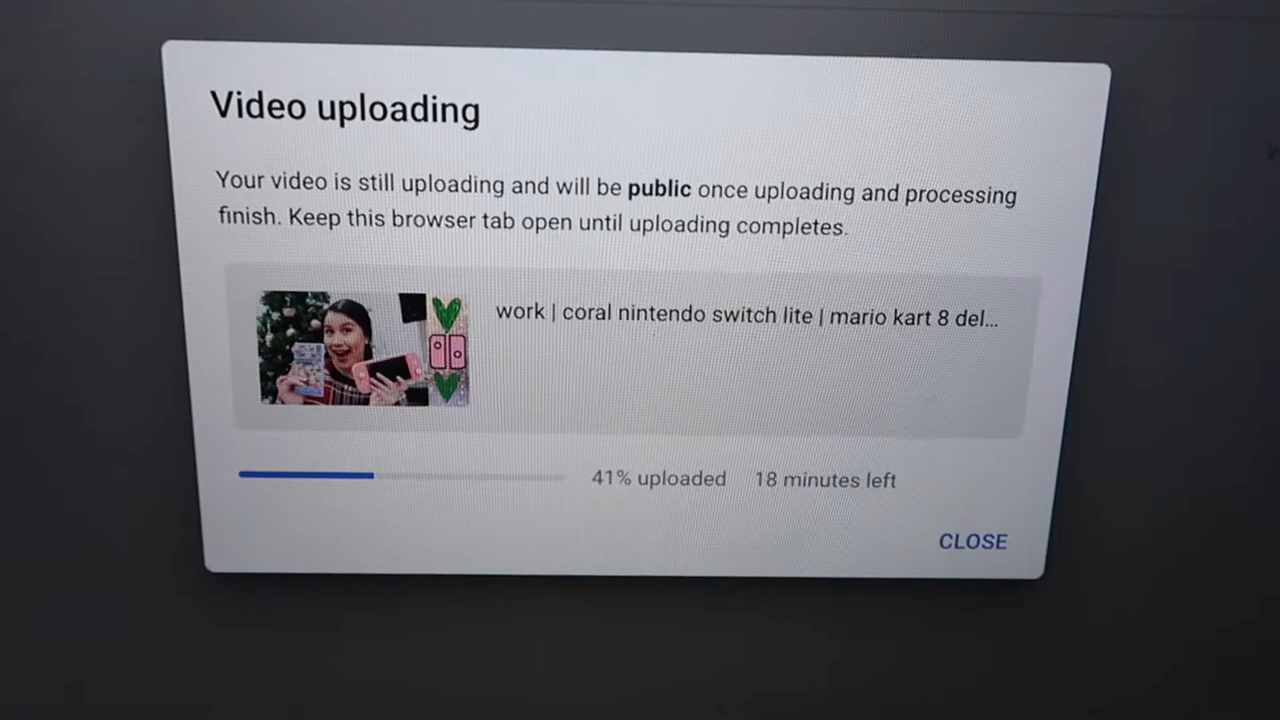 Video uploading
Your video is still uploading and will be public once uploading and processing
finish. Keep this browser tab open until uploading completes.
work | coral nintendo switch lite | mario kart 8 del...
41% uploaded 18 minutes left
CLOSE